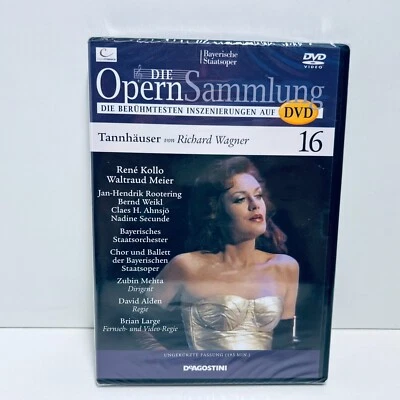 Bayerische
Staatsoper
DVD
VIDEO
DIE
OpernSammlung
DIE BERÜHMTESTEN INSZENIERUNGEN AUF DVD
Tannhäuser von Richard Wagner 16
René Kollo
Waltraud Meier
Jan-Hendrik Rootering
Bernd Weikl
Claes H. Ahnsjö
Nadine Secunde
Bayerisches
Staatsorchester
Chor und Ballett
der Bayerischen
Staatsoper
Zubin Mehta
Dirigent
David Alden
Regie
Brian Large
Fernseh- und Video Regie
UNGEKÜRZTE FASSUNG
DeAGOSTINI